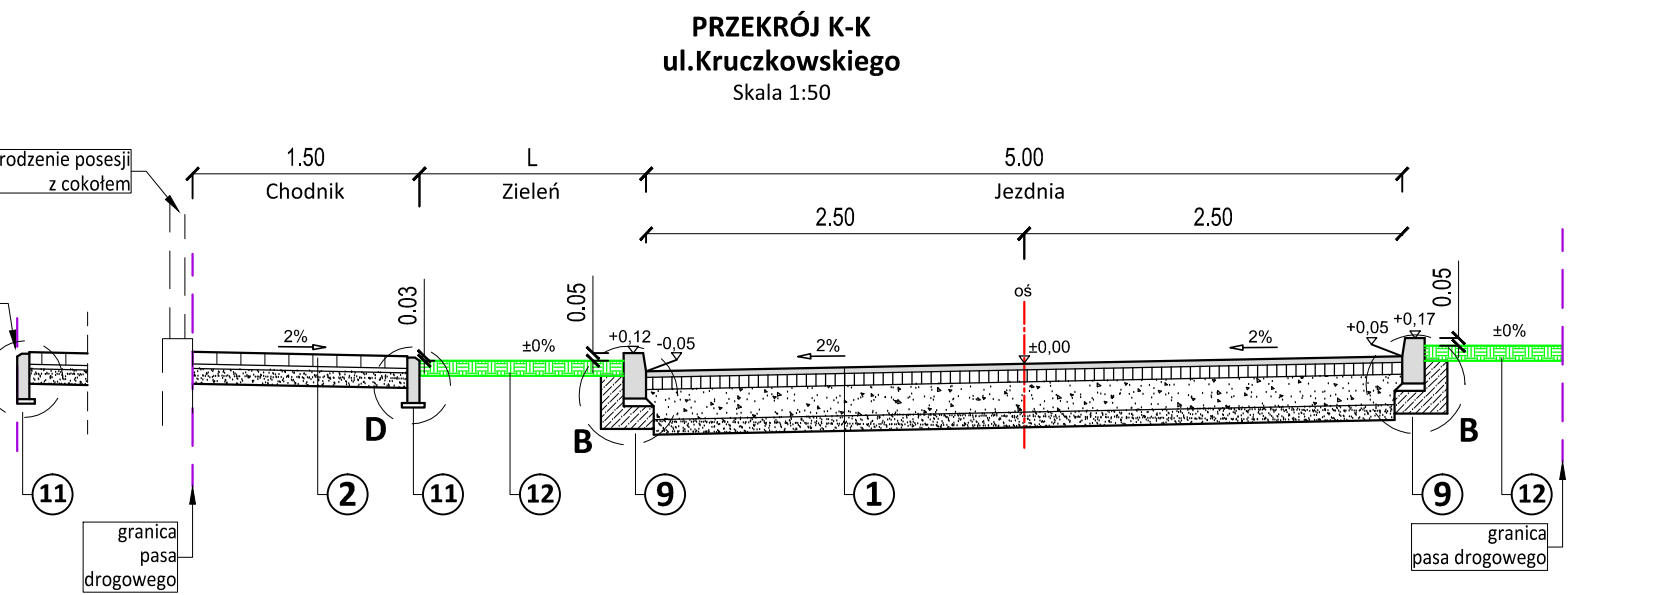 PRZEKRÓJ K-K
ul.Kruczkowskiego
Skala 1:50
rodzenie posesji
z cokołem
1.50
L
5.00
Chodnik
Zieleń
Jezdnia
2.50
2.50
0.03
0.05
0.05
oś
2%
±0%
+0,12
-0,05
2%
±0,00
2%
+0,05
+0,17
±0%
D
B
B
11
2
11
12
9
1
9
12
granica
pasa
drogowego
granica
pasa drogowego